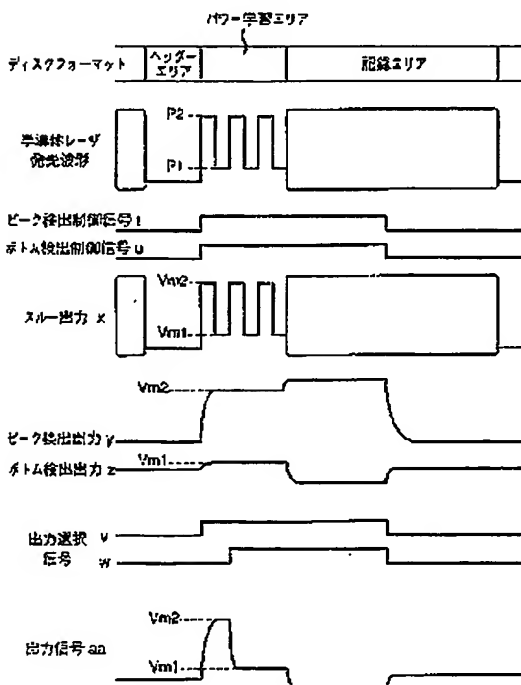 パワー学習エリア
ディスクフォーマット
ヘッダー
エリア
記録エリア
半導体レーザ
発光波形
P2
P1
ピーク検出制御信号 t
ボトム検出制御信号 u
スルー出力 x
Vm2
Vm1
Vm2
ピーク検出出力 y
ボトム検出出力 z
Vm1
出力選択 v
信号 w
出力信号 aa
Vm2
Vm1